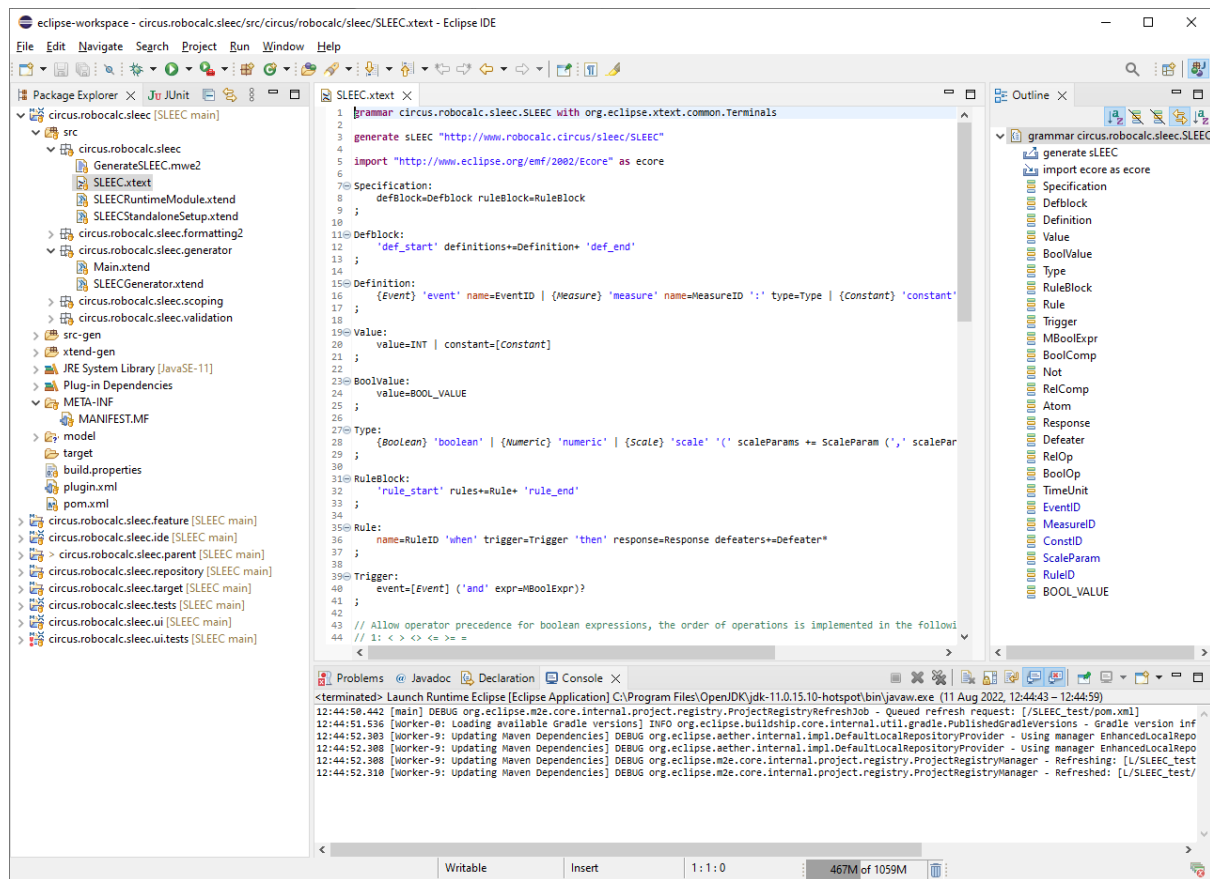 eclipse-workspace - circus.robocalc.sleec/src/circus/robocalc/sleec/SLEEC.xtext - Eclipse IDE
File Edit Navigate Search Project Run Window Help
Package Explorer
JUnit
circus.robocalc.sleec [SLEEC main]
src
circus.robocalc.sleec
GenerateSLEEC.mwe2
SLEEC.xtext
SLEECRuntimeModule.xtend
SLEECStandaloneSetup.xtend
circus.robocalc.sleec.formatting2
circus.robocalc.sleec.generator
Main.xtend
SLEECGenerator.xtend
circus.robocalc.sleec.scoping
circus.robocalc.sleec.validation
src-gen
xtend-gen
JRE System Library [JavaSE-11]
Plug-in Dependencies
META-INF
MANIFEST.MF
model
target
build.properties
plugin.xml
pom.xml
circus.robocalc.sleec.feature [SLEEC main]
circus.robocalc.sleec.ide [SLEEC main]
> circus.robocalc.sleec.parent [SLEEC main]
circus.robocalc.sleec.repository [SLEEC main]
circus.robocalc.sleec.target [SLEEC main]
circus.robocalc.sleec.tests [SLEEC main]
circus.robocalc.sleec.ui [SLEEC main]
circus.robocalc.sleec.ui.tests [SLEEC main]
SLEEC.xtext
1 grammar circus.robocalc.sleec.SLEEC with org.eclipse.xtext.common.Terminals
2
3 generate sLEEC "http://www.robocalc.circus/sleec/SLEEC"
4
5 import "http://www.eclipse.org/emf/2002/Ecore" as ecore
6
7 Specification:
8 defBlock=Defblock ruleBlock=RuleBlock
9 ;
10
11 Defblock:
12 'def_start' definitions+=Definition+ 'def_end'
13 ;
14
15 Definition:
16 {Event} 'event' name=EventID | {Measure} 'measure' name=MeasureID ':' type=Type | {Constant} 'constant'
17 ;
18
19 Value:
20 value=INT | constant=[Constant]
21 ;
22
23 BoolValue:
24 value=BOOL_VALUE
25 ;
26
27 Type:
28 {Boolean} 'boolean' | {Numeric} 'numeric' | {Scale} 'scale' '(' scaleParams += ScaleParam (',' scalePar
29 ;
30
31 RuleBlock:
32 'rule_start' rules+=Rule+ 'rule_end'
33 ;
34
35 Rule:
36 name=RuleID 'when' trigger=Trigger 'then' response=Response defeaters+=Defeater*
37 ;
38
39 Trigger:
40 event=[Event] ('and' expr=MBoolExpr)?
41 ;
42
43 // Allow operator precedence for boolean expressions, the order of operations is implemented in the followi
44 // 1: < > <> <= >= =
Outline
grammar circus.robocalc.sleec.SLEEC
generate sLEEC
import ecore as ecore
Specification
Defblock
Definition
Value
BoolValue
Type
RuleBlock
Rule
Trigger
MBoolExpr
BoolComp
Not
RelComp
Atom
Response
Defeater
RelOp
BoolOp
TimeUnit
EventID
MeasureID
ConstID
ScaleParam
RuleID
BOOL_VALUE
Problems @ Javadoc Declaration Console
<terminated> Launch Runtime Eclipse [Eclipse Application] C:\Program Files\OpenJDK\jdk-11.0.15.10-hotspot\bin\javaw.exe (11 Aug 2022, 12:44:43 – 12:44:59)
12:44:50.442 [main] DEBUG org.eclipse.m2e.core.internal.project.registry.ProjectRegistryRefreshJob - Queued refresh request: [/SLEEC_test/pom.xml]
12:44:51.536 [Worker-0: Loading available Gradle versions] INFO org.eclipse.buildship.core.internal.util.gradle.PublishedGradleVersions - Gradle version inf
12:44:52.303 [Worker-9: Updating Maven Dependencies] DEBUG org.eclipse.aether.internal.impl.DefaultLocalRepositoryProvider - Using manager EnhancedLocalRepo
12:44:52.308 [Worker-9: Updating Maven Dependencies] DEBUG org.eclipse.aether.internal.impl.DefaultLocalRepositoryProvider - Using manager EnhancedLocalRepo
12:44:52.308 [Worker-9: Updating Maven Dependencies] DEBUG org.eclipse.m2e.core.internal.project.registry.ProjectRegistryManager - Refreshing: [L/SLEEC_test
12:44:52.310 [Worker-9: Updating Maven Dependencies] DEBUG org.eclipse.m2e.core.internal.project.registry.ProjectRegistryManager - Refreshed: [L/SLEEC_test/
Writable Insert 1:1:0 467M of 1059M